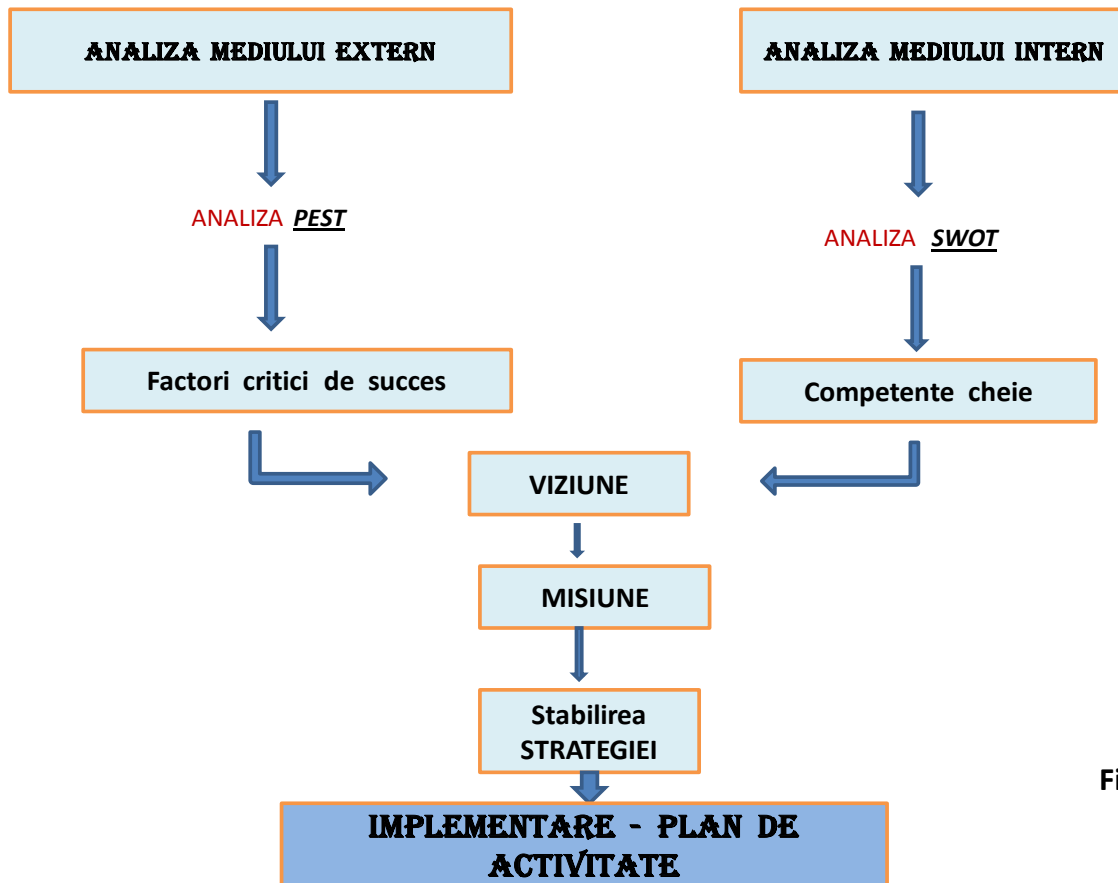 ANALIZA MEDIULUI EXTERN
ANALIZA MEDIULUI INTERN
ANALIZA PEST
ANALIZA SWOT
Factori critici de succes
Competente cheie
VIZIUNE
MISIUNE
Stabilirea
STRATEGIEI
Fi
IMPLEMENTARE - PLAN DE
ACTIVITATE